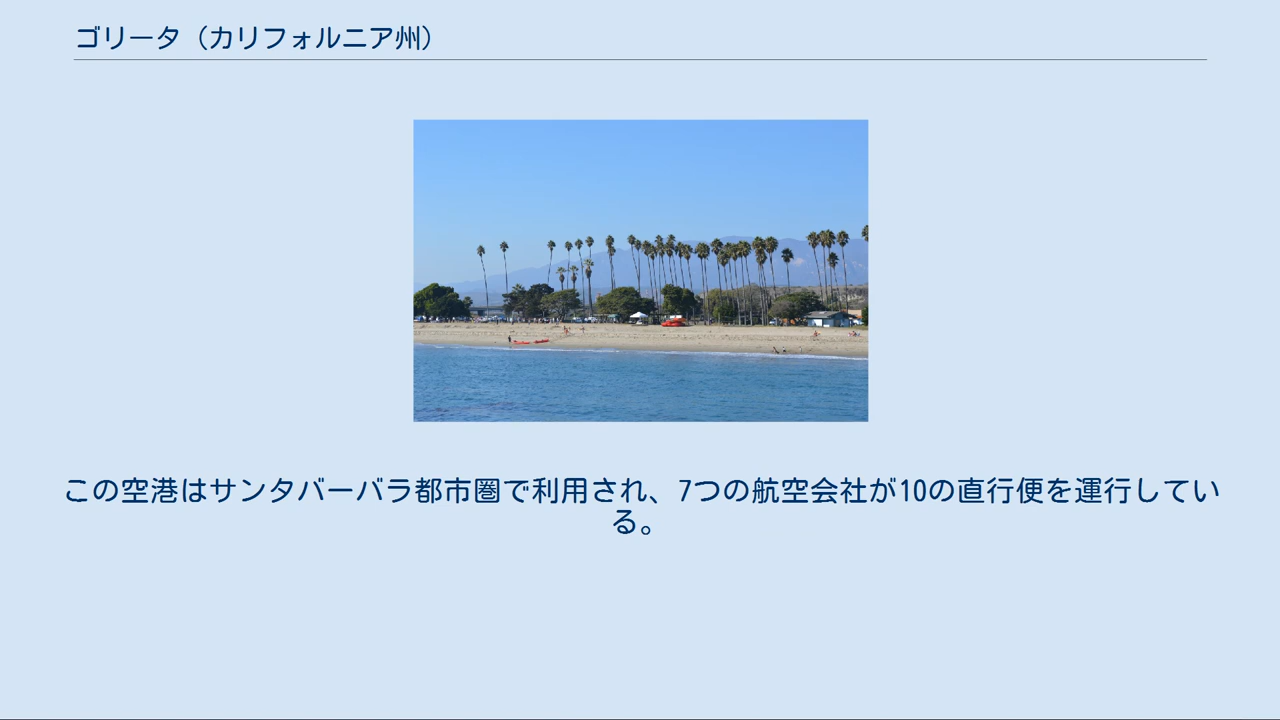 ゴリータ（カリフォルニア州）
この空港はサンタバーバラ都市圏で利用され、7つの航空会社が10の直行便を運行してい
る。